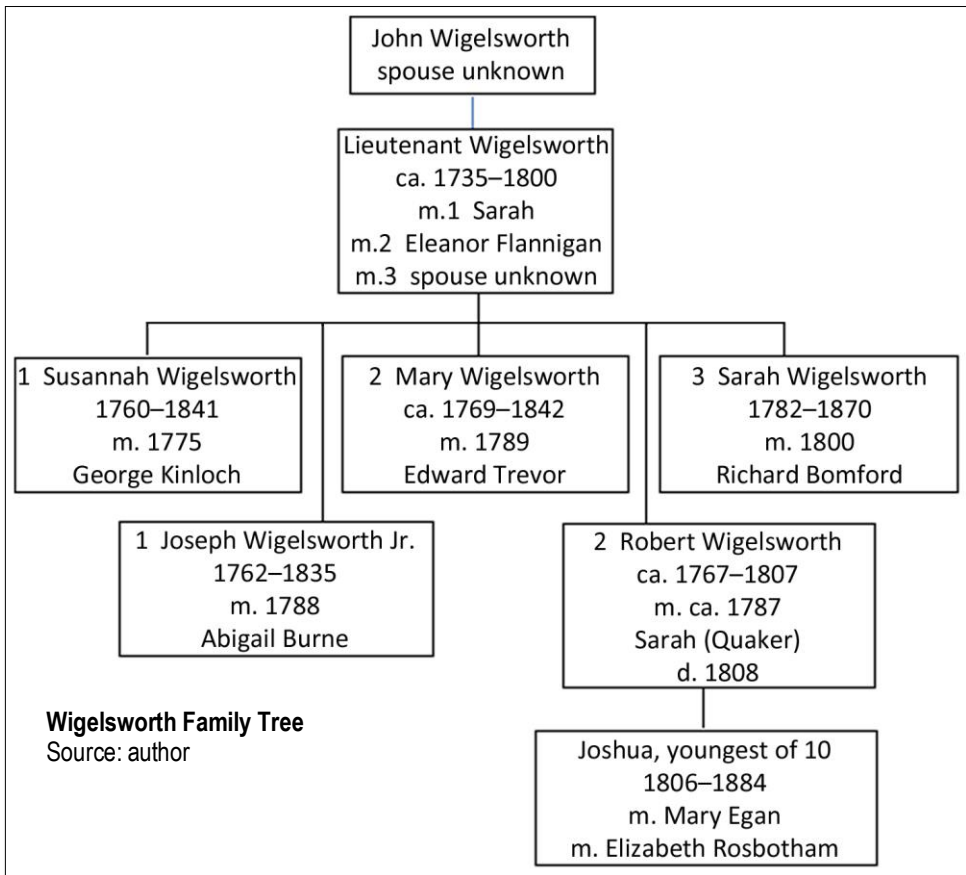 John Wigelsworth
spouse unknown
Lieutenant Wigelsworth
ca. 1735–1800
m.1 Sarah
m.2 Eleanor Flannigan
m.3 spouse unknown
1 Susannah Wigelsworth
1760–1841
m. 1775
George Kinloch
2 Mary Wigelsworth
ca. 1769–1842
m. 1789
Edward Trevor
3 Sarah Wigelsworth
1782–1870
m. 1800
Richard Bomford
1 Joseph Wigelsworth Jr.
1762–1835
m. 1788
Abigail Burne
2 Robert Wigelsworth
ca. 1767–1807
m. ca. 1787
Sarah (Quaker)
d. 1808
Wigelsworth Family Tree
Source: author
Joshua, youngest of 10
1806–1884
m. Mary Egan
m. Elizabeth Rosbotham